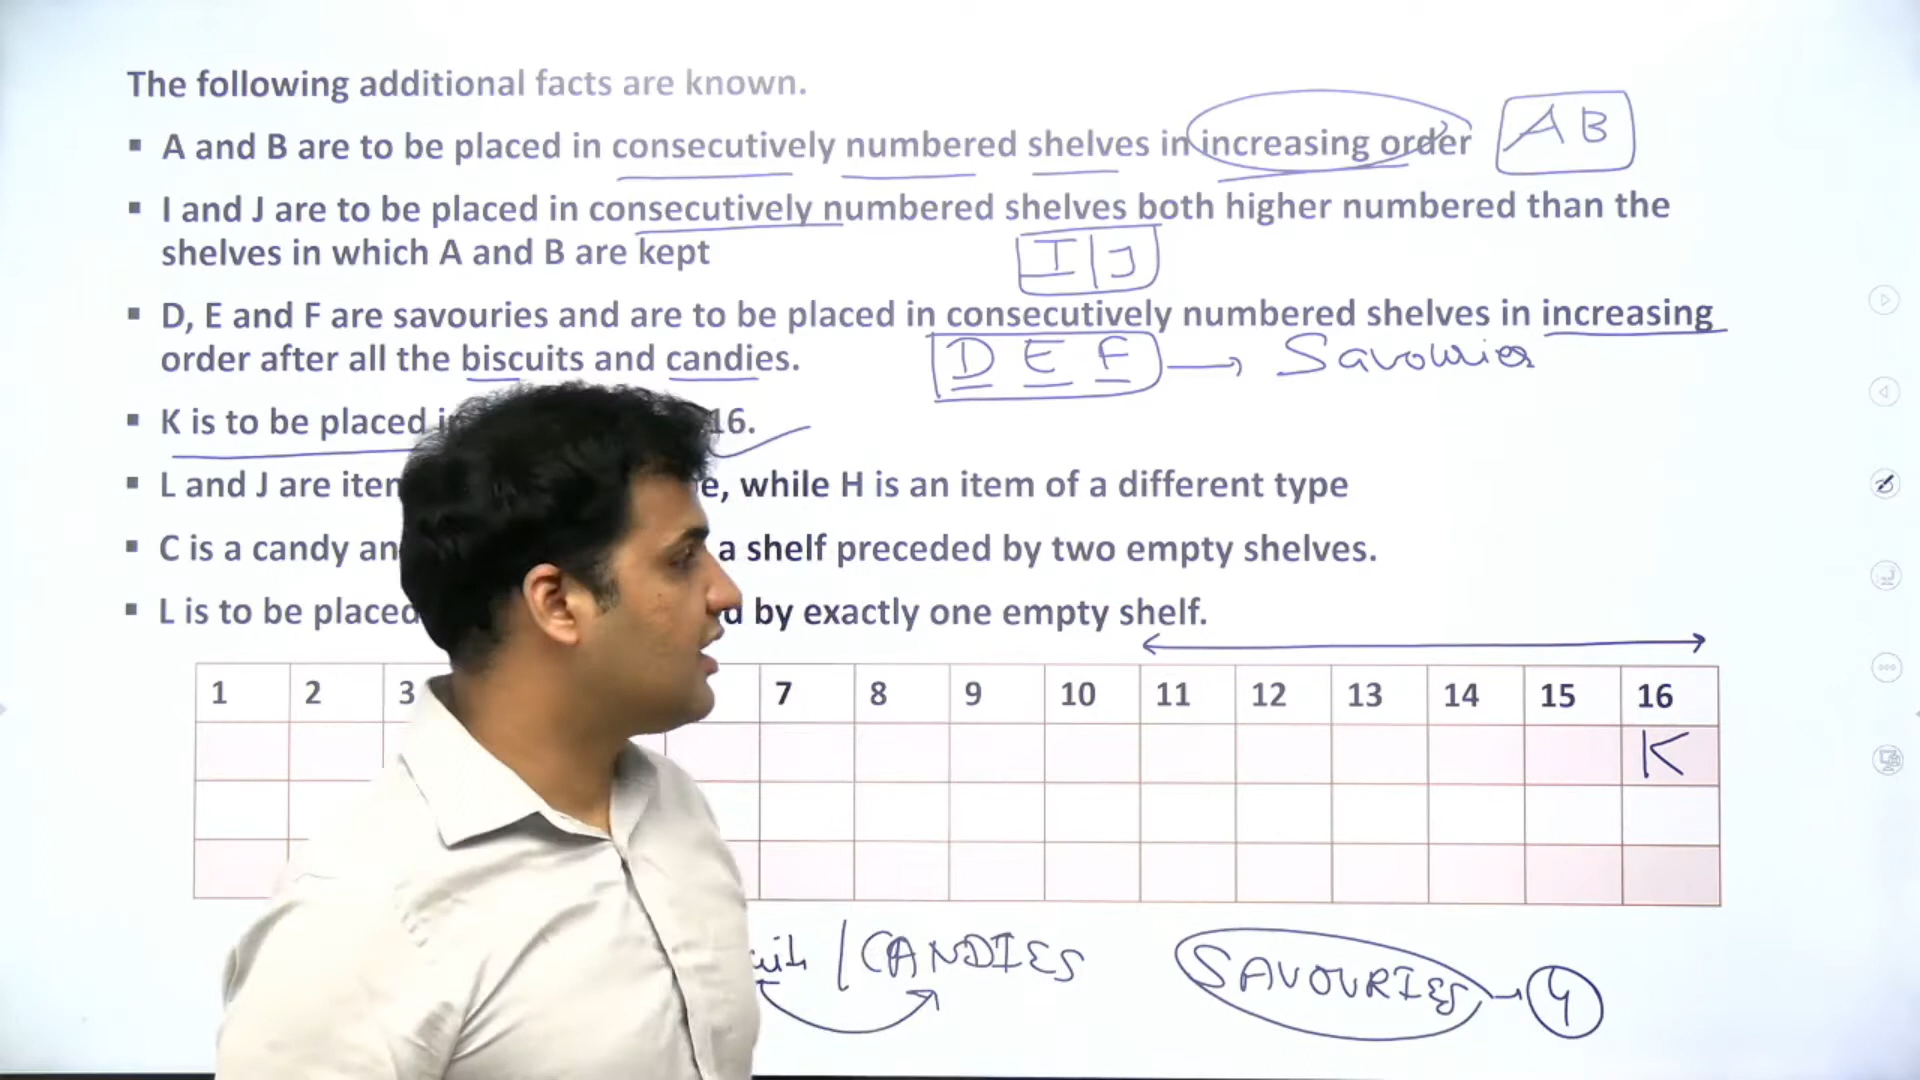 The following additional facts are known.
▪ A and B are to be placed in consecutively numbered shelves in increasing order
A B
▪ I and J are to be placed in consecutively numbered shelves both higher numbered than the
shelves in which A and B are kept
I J
▪ D, E and F are savouries and are to be placed in consecutively numbered shelves in increasing
order after all the biscuits and candies.
D E F → Savouries
▪ K is to be placed 16.
▪ L and J are while H is an item of a different type
▪ C is a candy a shelf preceded by two empty shelves.
▪ L is to be placed by exactly one empty shelf.
1 2 3 7 8 9 10 11 12 13 14 15 16
K
/ CANDIES SAVOURIES → 4